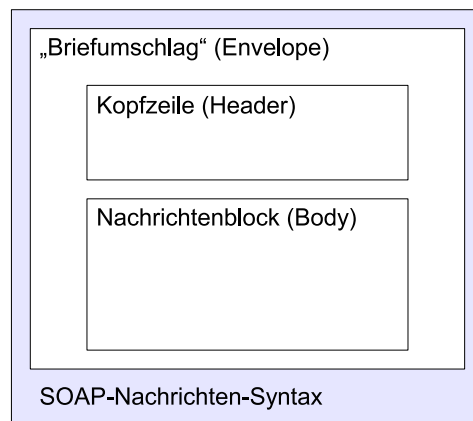 „Briefumschlag“ (Envelope)
Kopfzeile (Header)
Nachrichtenblock (Body)
SOAP-Nachrichten-Syntax